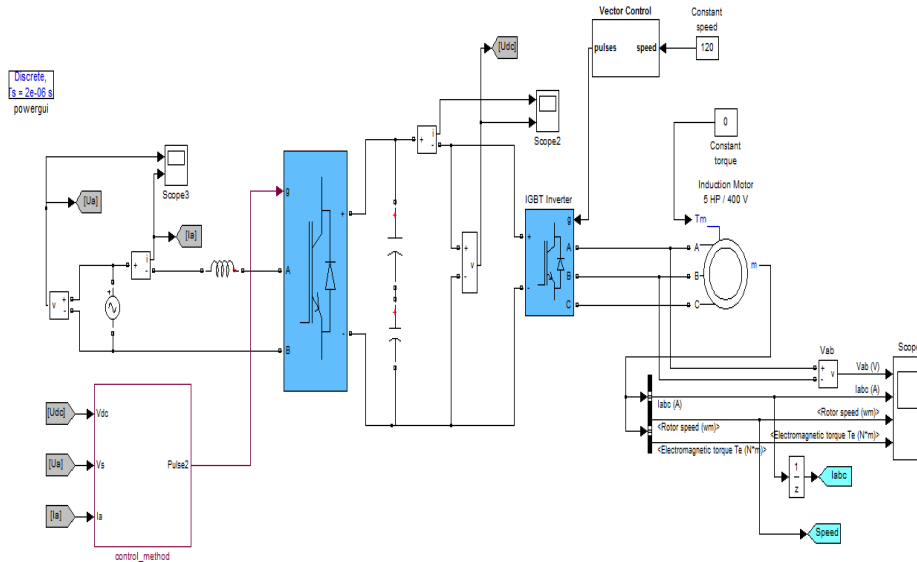 Vector Control
pulses
speed
Constant
speed
120
[Udc]
Discrete,
Ts = 2e-06 s
powergui
Scope3
[Ua]
[Ia]
i
+
-
v
+
-
+
g
A
B
+
-
i
+
-
Scope2
+
-
v
IGBT Inverter
g
+
-
A
B
C
0
Constant
torque
Induction Motor
5 HP / 400 V
Tm
A
B
C
m
Vab
+
-
v
Vab (V)
Iabc (A)
<Rotor speed (wm)>
<Electromagnetic torque Te (N*m)>
Scope
Iabc (A)
<Rotor speed (wm)>
<Electromagnetic torque Te (N*m)>
1
z
Iabc
Speed
[Udc]
Vdc
[Ua]
Vs
Pulse2
[Ia]
Ia
control_method